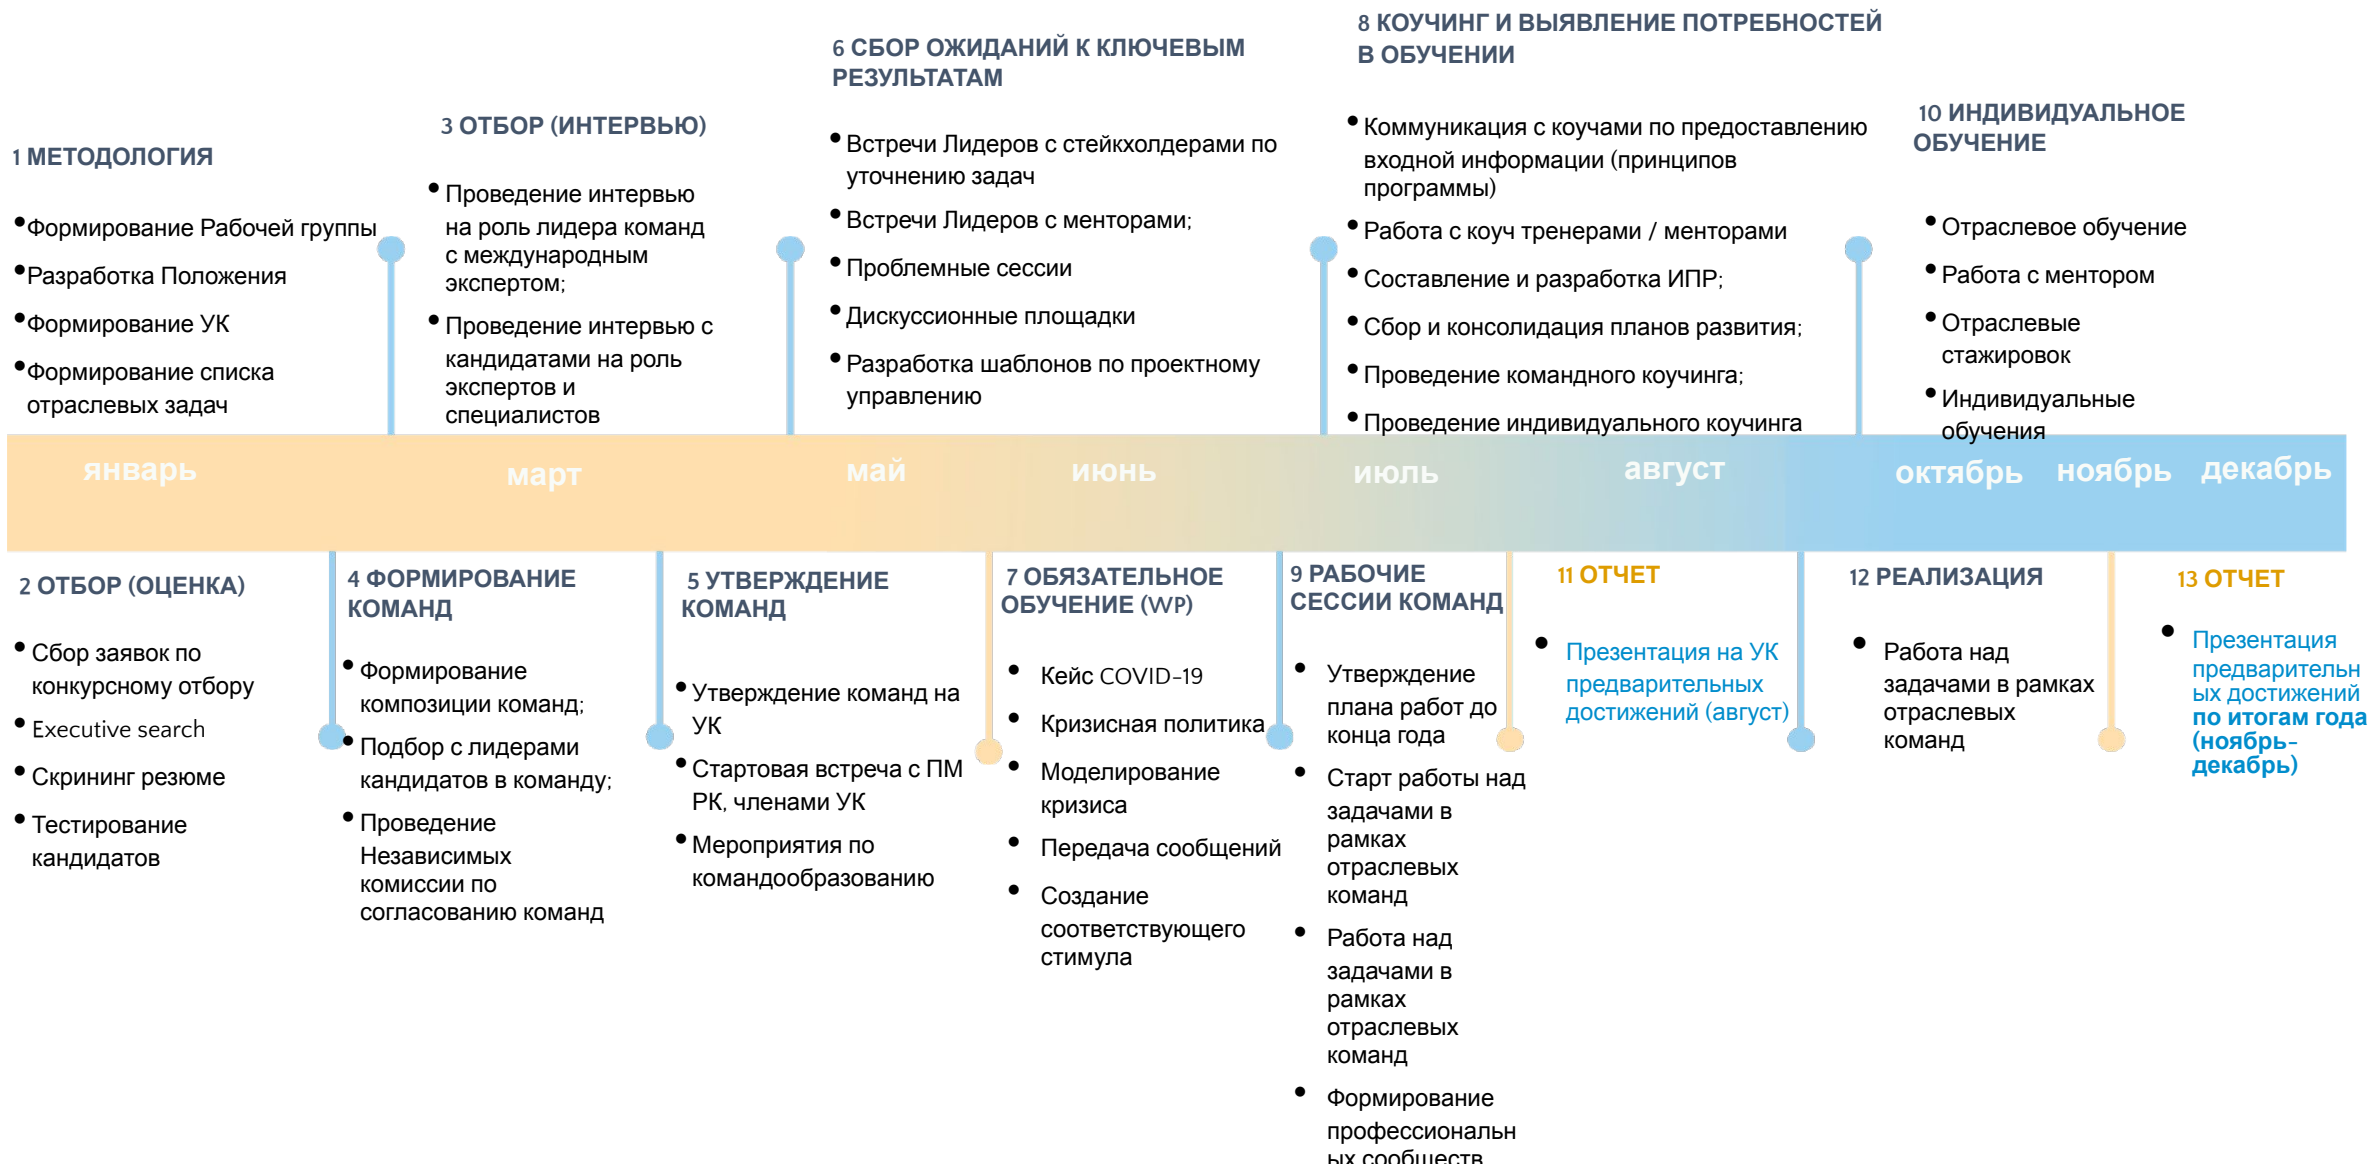 1 МЕТОДОЛОГИЯ
•Формирование Рабочей группы
•Разработка Положения
•Формирование УК
•Формирование списка
отраслевых задач
3 ОТБОР (ИНТЕРВЬЮ)
•Проведение интервью
на роль лидера команд
с международным
экспертом;
•Проведение интервью с
кандидатами на роль
экспертов и
специалистов
6 СБОР ОЖИДАНИЙ К КЛЮЧЕВЫМ
РЕЗУЛЬТАТАМ
•Встречи Лидеров с стейкхолдерами по
уточнению задач
•Встречи Лидеров с менторами;
•Проблемные сессии
•Дискуссионные площадки
•Разработка шаблонов по проектному
управлению
8 КОУЧИНГ И ВЫЯВЛЕНИЕ ПОТРЕБНОСТЕЙ
В ОБУЧЕНИИ
•Коммуникация с коучами по предоставлению
входной информации (принципов
программы)
•Работа с коуч тренерами / менторами
•Составление и разработка ИПР;
•Сбор и консолидация планов развития;
•Проведение командного коучинга;
•Проведение индивидуального коучинга
10 ИНДИВИДУАЛЬНОЕ
ОБУЧЕНИЕ
•Отраслевое обучение
•Работа с ментором
•Отраслевые
стажировок
•Индивидуальные
обучения
январь март май июнь июль август октябрь ноябрь декабрь
2 ОТБОР (ОЦЕНКА)
•Сбор заявок по
конкурсному отбору
•Executive search
•Скрининг резюме
•Тестирование
кандидатов
4 ФОРМИРОВАНИЕ
КОМАНД
•Формирование
композиции команд;
•Подбор с лидерами
кандидатов в команду;
•Проведение
Независимых
комиссии по
согласованию команд
5 УТВЕРЖДЕНИЕ
КОМАНД
•Утверждение команд на
УК
•Стартовая встреча с ПМ
РК, членами УК
•Мероприятия по
командообразованию
7 ОБЯЗАТЕЛЬНОЕ
ОБУЧЕНИЕ (WP)
• Кейс COVID-19
• Кризисная политика
• Моделирование
кризиса
• Передача сообщений
• Создание
соответствующего
стимула
9 РАБОЧИЕ
СЕССИИ КОМАНД
• Утверждение
плана работ до
конца года
• Старт работы над
задачами в
рамках
отраслевых
команд
• Работа над
задачами в
рамках
отраслевых
команд
• Формирование
профессиональн
ых сообществ
11 ОТЧЕТ
• Презентация на УК
предварительных
достижений (август)
12 РЕАЛИЗАЦИЯ
• Работа над
задачами в рамках
отраслевых
команд
13 ОТЧЕТ
• Презентация
предварительн
ых достижений
по итогам года
(ноябрь-
декабрь)